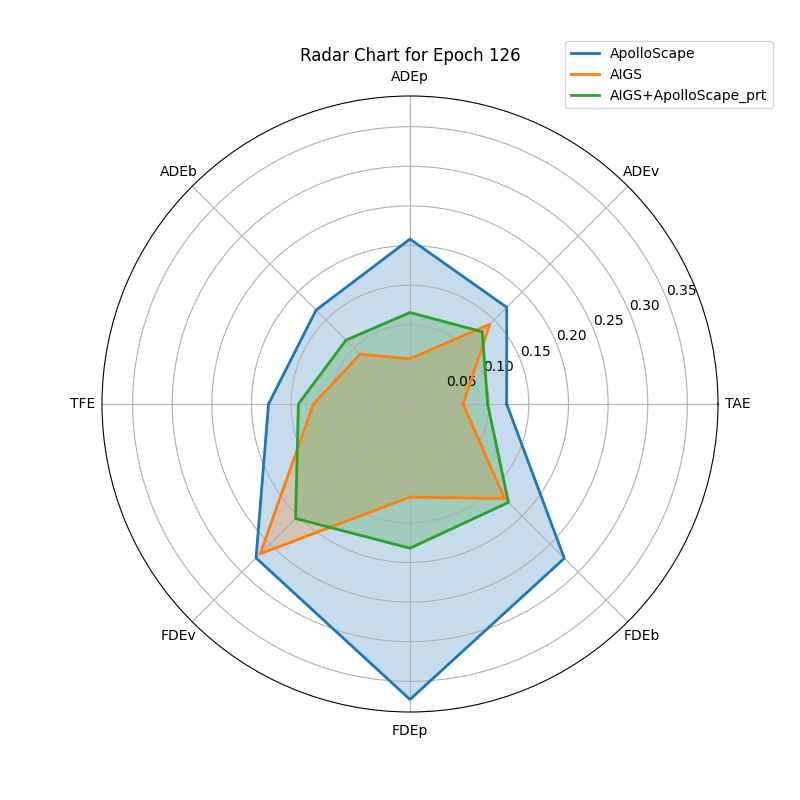 Radar Chart for Epoch 126
ApolloScape
AIGS
AIGS+ApolloScape_prt
ADEp
ADEb
ADEv
0.35
0.30
0.25
0.20
0.15
0.10
0.05
TFE
TAE
FDEv
FDEb
FDEp